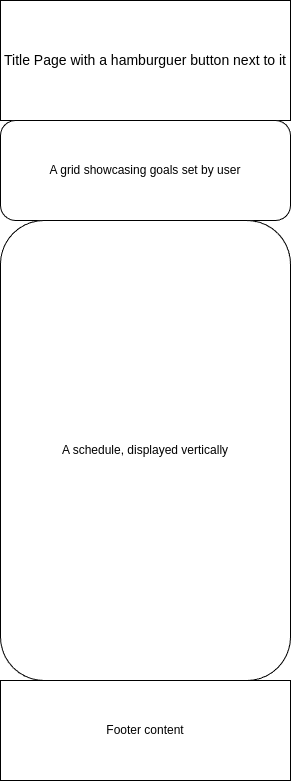 Title Page with a hamburguer button next to it
A grid showcasing goals set by user
A schedule, displayed vertically
Footer content